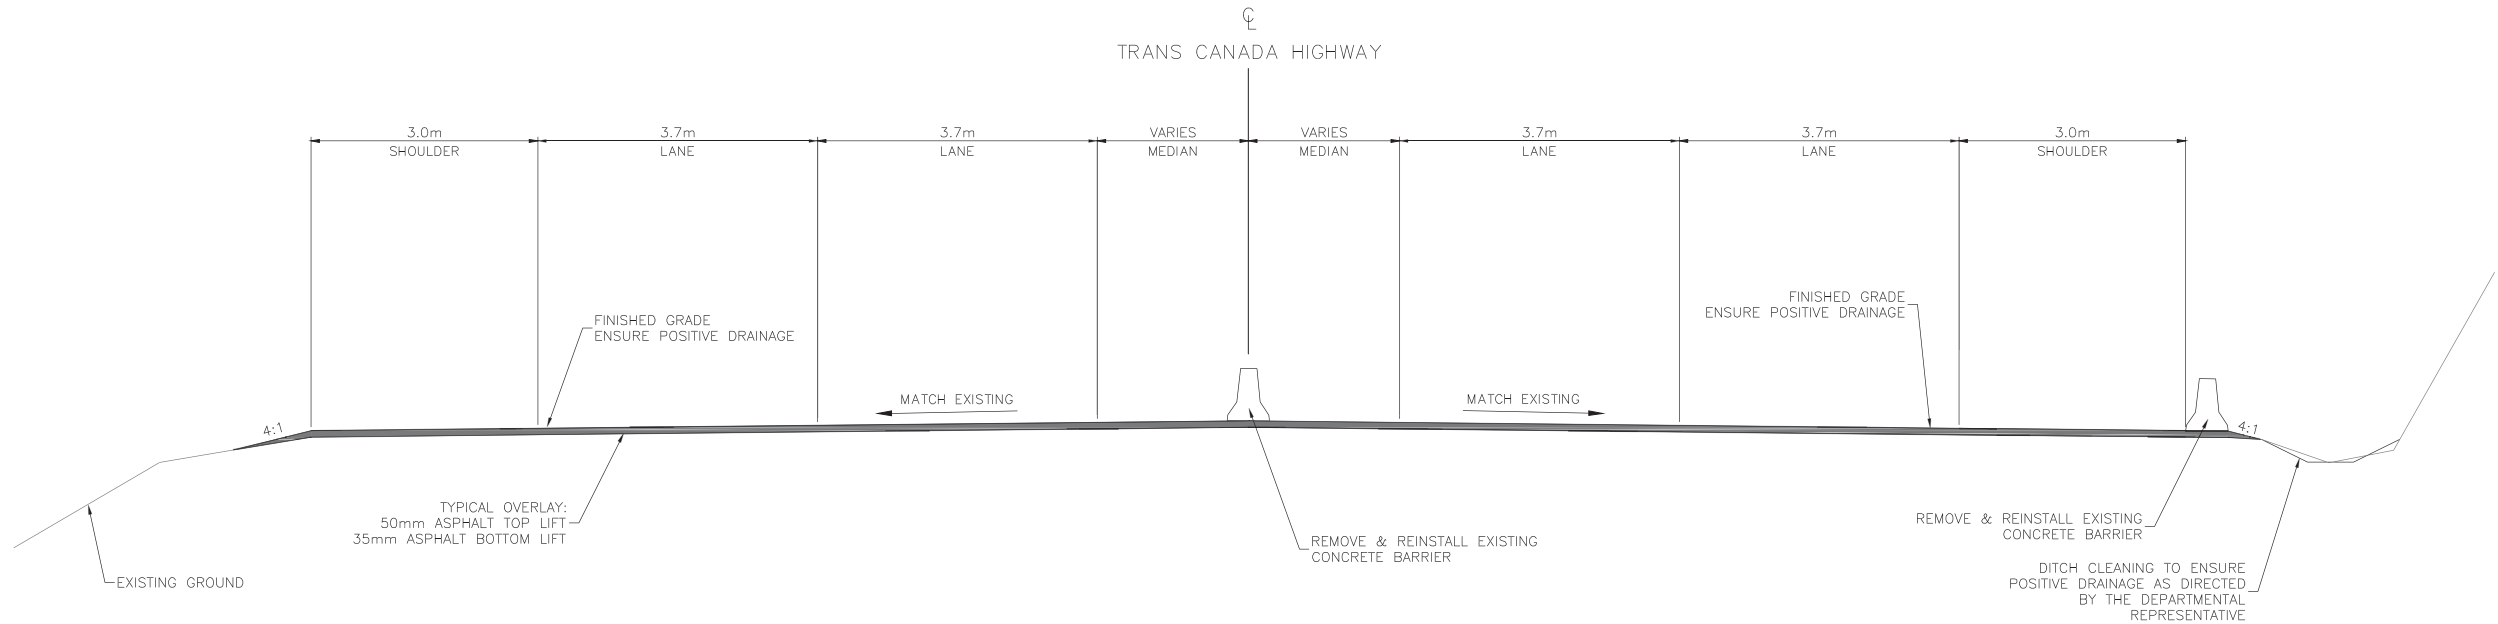 ℄
TRANS CANADA HIGHWAY
3.0m
SHOULDER
3.7m
LANE
3.7m
LANE
VARIES
MEDIAN
VARIES
MEDIAN
3.7m
LANE
3.7m
LANE
3.0m
SHOULDER
FINISHED GRADE
ENSURE POSITIVE DRAINAGE
FINISHED GRADE
ENSURE POSITIVE DRAINAGE
MATCH EXISTING
MATCH EXISTING
4:1
4:1
TYPICAL OVERLAY:
50mm ASPHALT TOP LIFT
35mm ASPHALT BOTTOM LIFT
REMOVE & REINSTALL EXISTING
CONCRETE BARRIER
REMOVE & REINSTALL EXISTING
CONCRETE BARRIER
EXISTING GROUND
DITCH CLEANING TO ENSURE
POSITIVE DRAINAGE AS DIRECTED
BY THE DEPARTMENTAL
REPRESENTATIVE